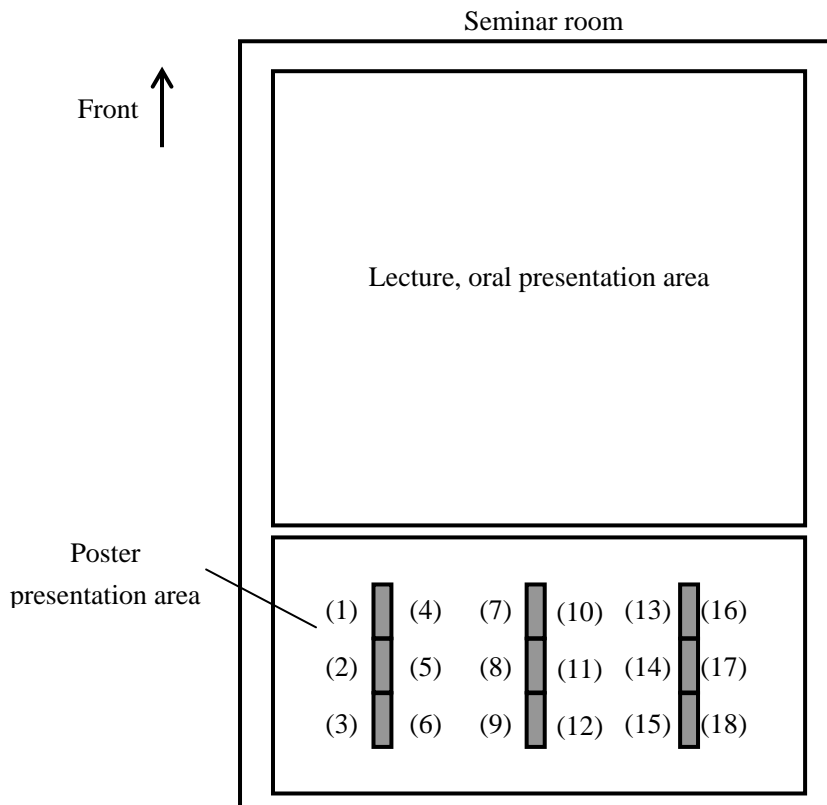 Seminar room
Front
Lecture, oral presentation area
Poster
presentation area
(1) (4) (7) (10) (13) (16)
(2) (5) (8) (11) (14) (17)
(3) (6) (9) (12) (15) (18)